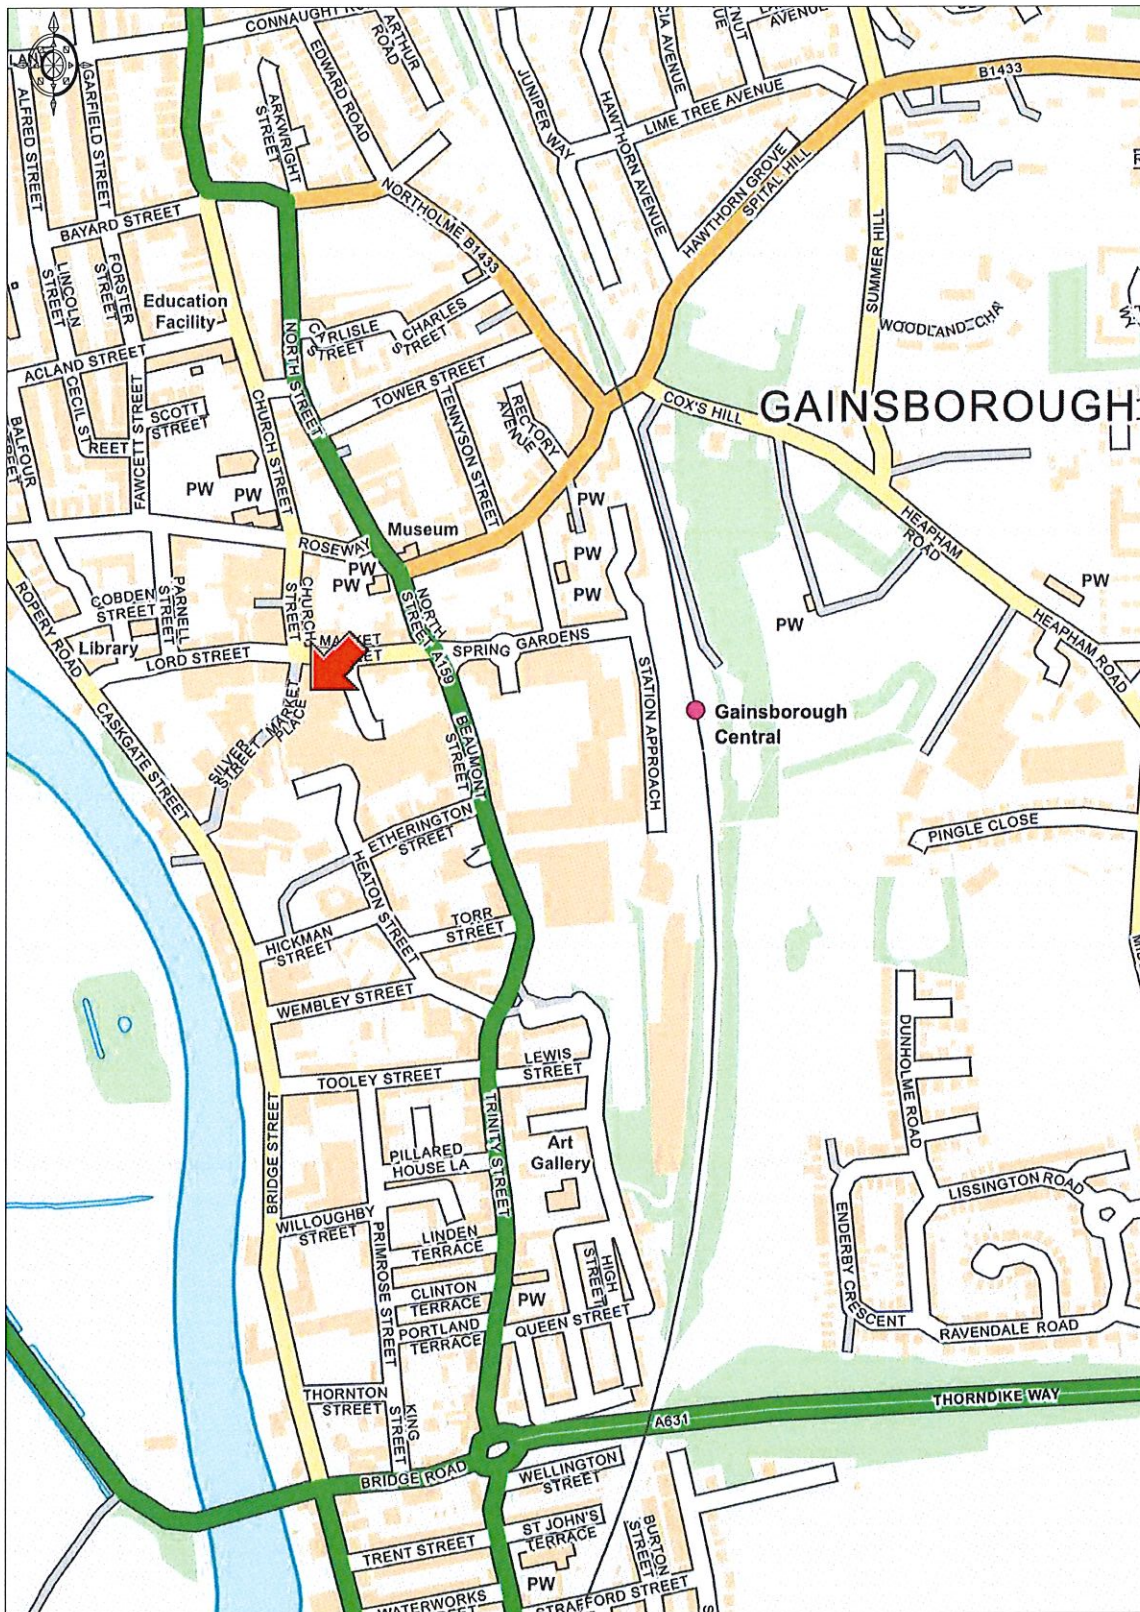 CONNAUGHT
ARTHUR
ROAD
EDWARD ROAD
ALFRED STREET
GARFIELD STREET
ARKWRIGHT
STREET
JUNIPER WAY
HAWTHORN AVENUE
AVENUE
AVENUE
LIME TREE AVENUE
B1433
BAYARD STREET
NORTHOLME B1433
HAWTHORN GROVE
SPITAL HILL
SUMMER HILL
LINCOLN
STREET
FORSTER
STREET
Education
Facility
CARLISLE
STREET
CHARLES
STREET
NORTH STREET
ACLAND STREET
CECIL ST
REET
SCOTT
STREET
FAWCETT STREET
CHURCH STREET
TOWER STREET
TENNYSON STREET
RECTORY
AVENUE
COX'S HILL
GAINSBOROUGH
BALFOUR
PW
PW
Museum
ROSEWAY
PW
PW
PW
PW
PW
HEAPHAM
ROAD
PW
PW
HEAPHAM ROAD
ROPERY ROAD
COBDEN
STREET
PARNELL
STREET
CHURCH
STREET
NORTH
STREET
A159
Library
LORD STREET
SPRING GARDENS
STATION APPROACH
Gainsborough
Central
CASKGATE STREET
SILVER
STREET
MARKET
PLACE
BEAUMONT
STREET
ETHERINGTON
STREET
HEATON STREET
PINGLE CLOSE
TORR
STREET
HICKMAN
STREET
WEMBLEY STREET
TOOLEY STREET
LEWIS
STREET
DUNHOLME ROAD
BRIDGE STREET
TRINITY STREET
PILLARED
HOUSE LA
Art
Gallery
LISSINGTON ROAD
WILLOUGHBY
STREET
PRIMROSE STREET
LINDEN
TERRACE
HIGH
STREET
ENDERBY CRESCENT
CLINTON
TERRACE
PW
PORTLAND
TERRACE
QUEEN STREET
RAVENDALE ROAD
THORNTON
STREET
KING
STREET
A631
THORNDIKE WAY
BRIDGE ROAD
WELLINGTON
STREET
ST JOHN'S
TERRACE
BURTON
STREET
TRENT STREET
PW
WATERWORKS
STRAFFORD STREET